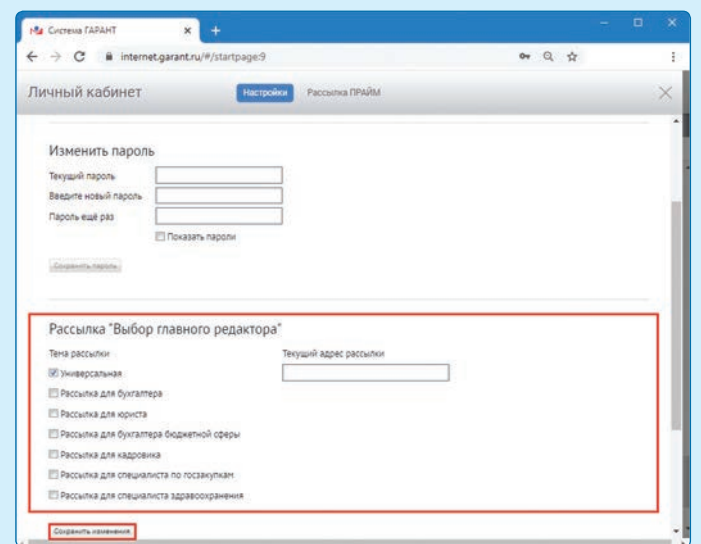 Система ГАРАНТ
internet.garant.ru/#/startpage:9
Личный кабинет
Настройки
Рассылка ПРАЙМ
Изменить пароль
Текущий пароль
Введите новый пароль
Пароль ещё раз
Показать пароли
Сохранить пароль
Рассылка "Выбор главного редактора"
Тема рассылки
Текущий адрес рассылки
Универсальная
Рассылка для бухгалтера
Рассылка для юриста
Рассылка для бухгалтера бюджетной сферы
Рассылка для кадровика
Рассылка для специалиста по госзакупкам
Рассылка для специалиста здравоохранения
Сохранить изменения